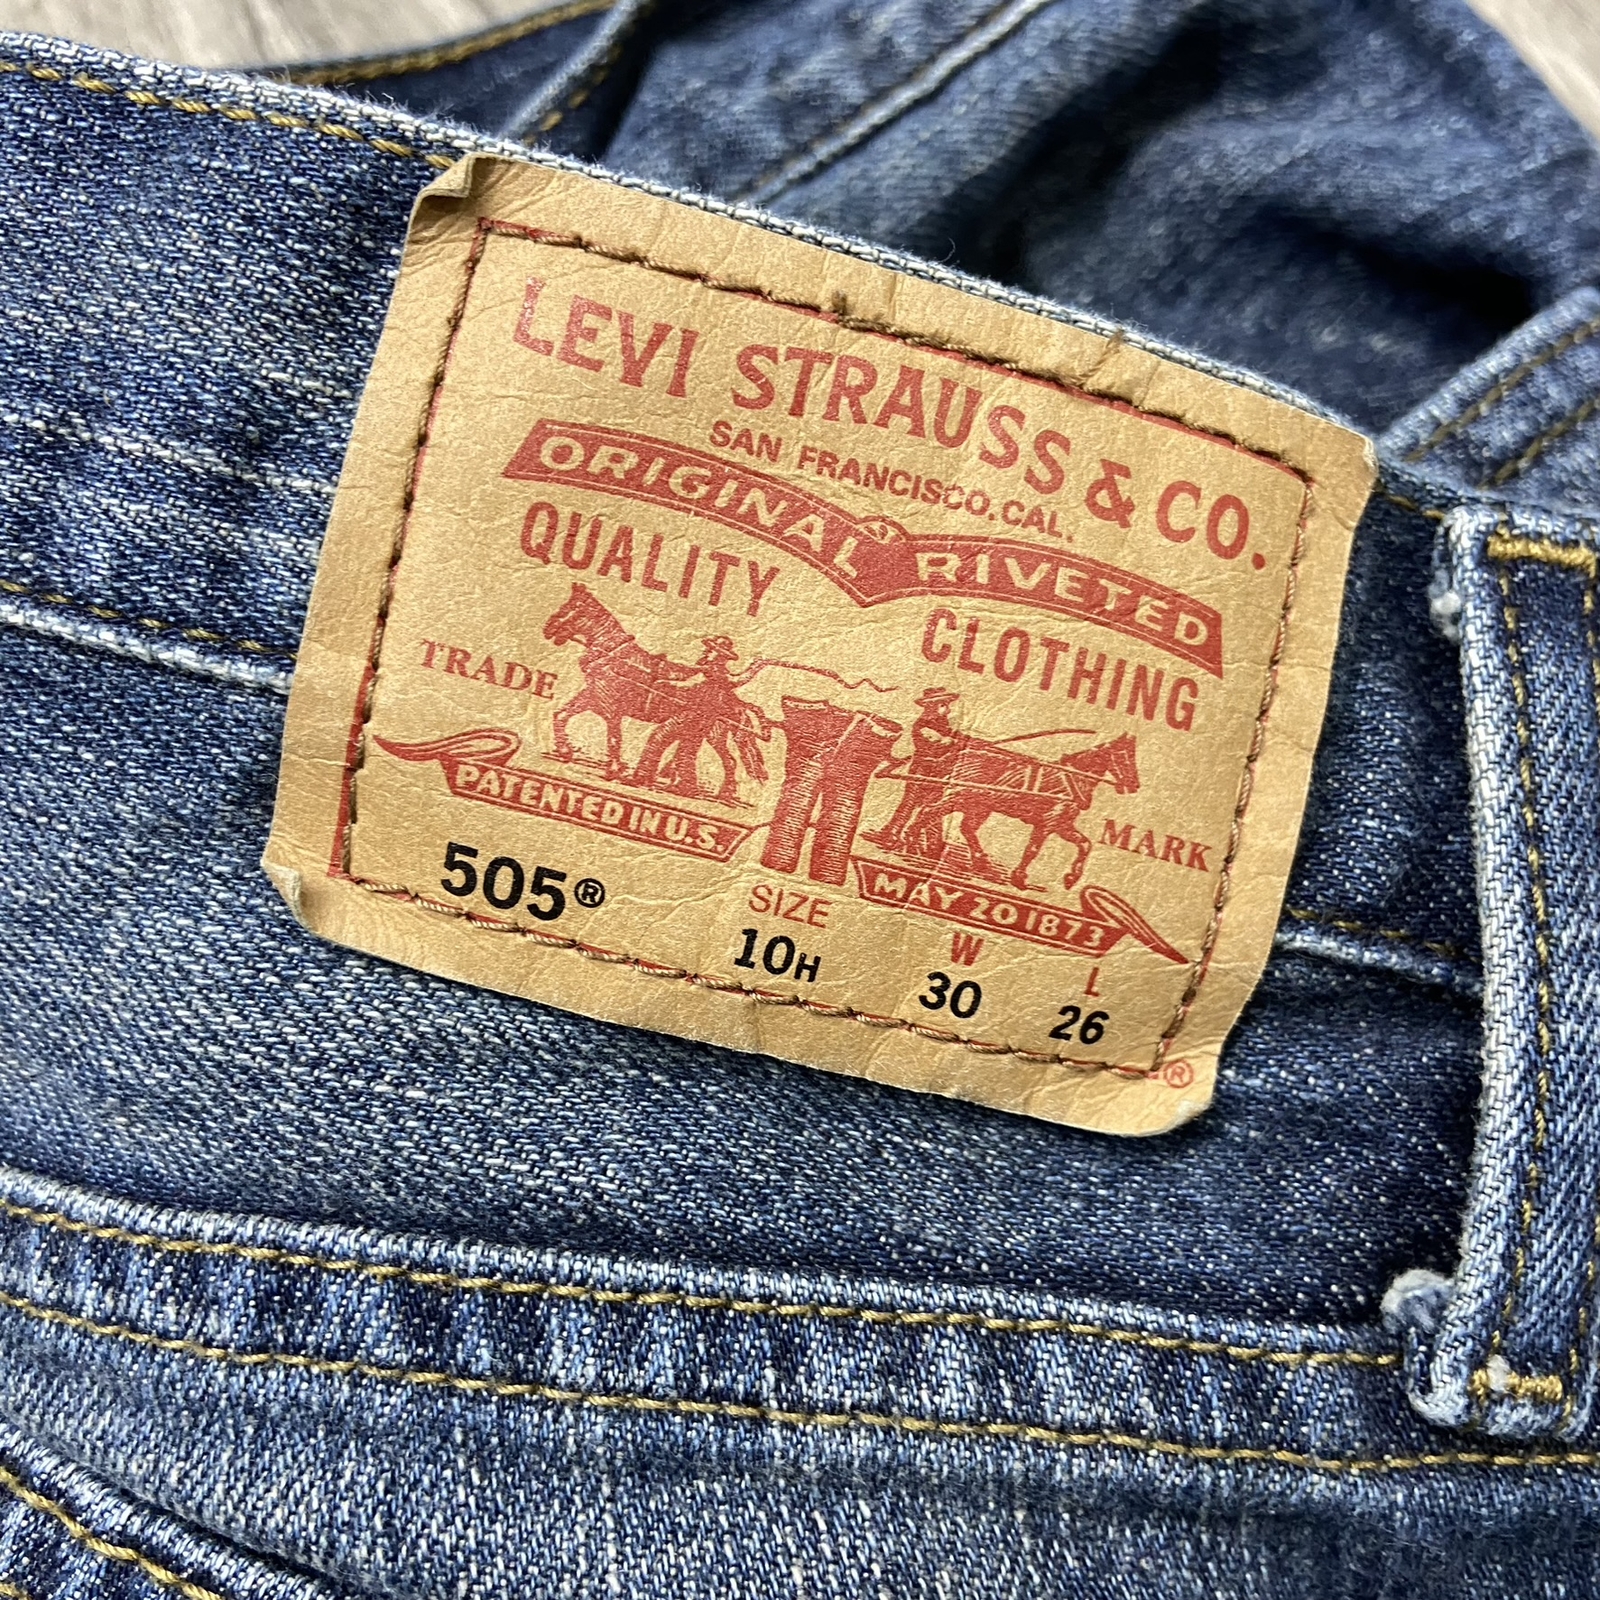 LEVI STRAUSS & CO.
SAN FRANCISCO, CAL.
ORIGINAL RIVETED
QUALITY CLOTHING
TRADE MARK
PATENTED IN U.S. MAY 20 1873
505® SIZE W L
10H 30 26
®